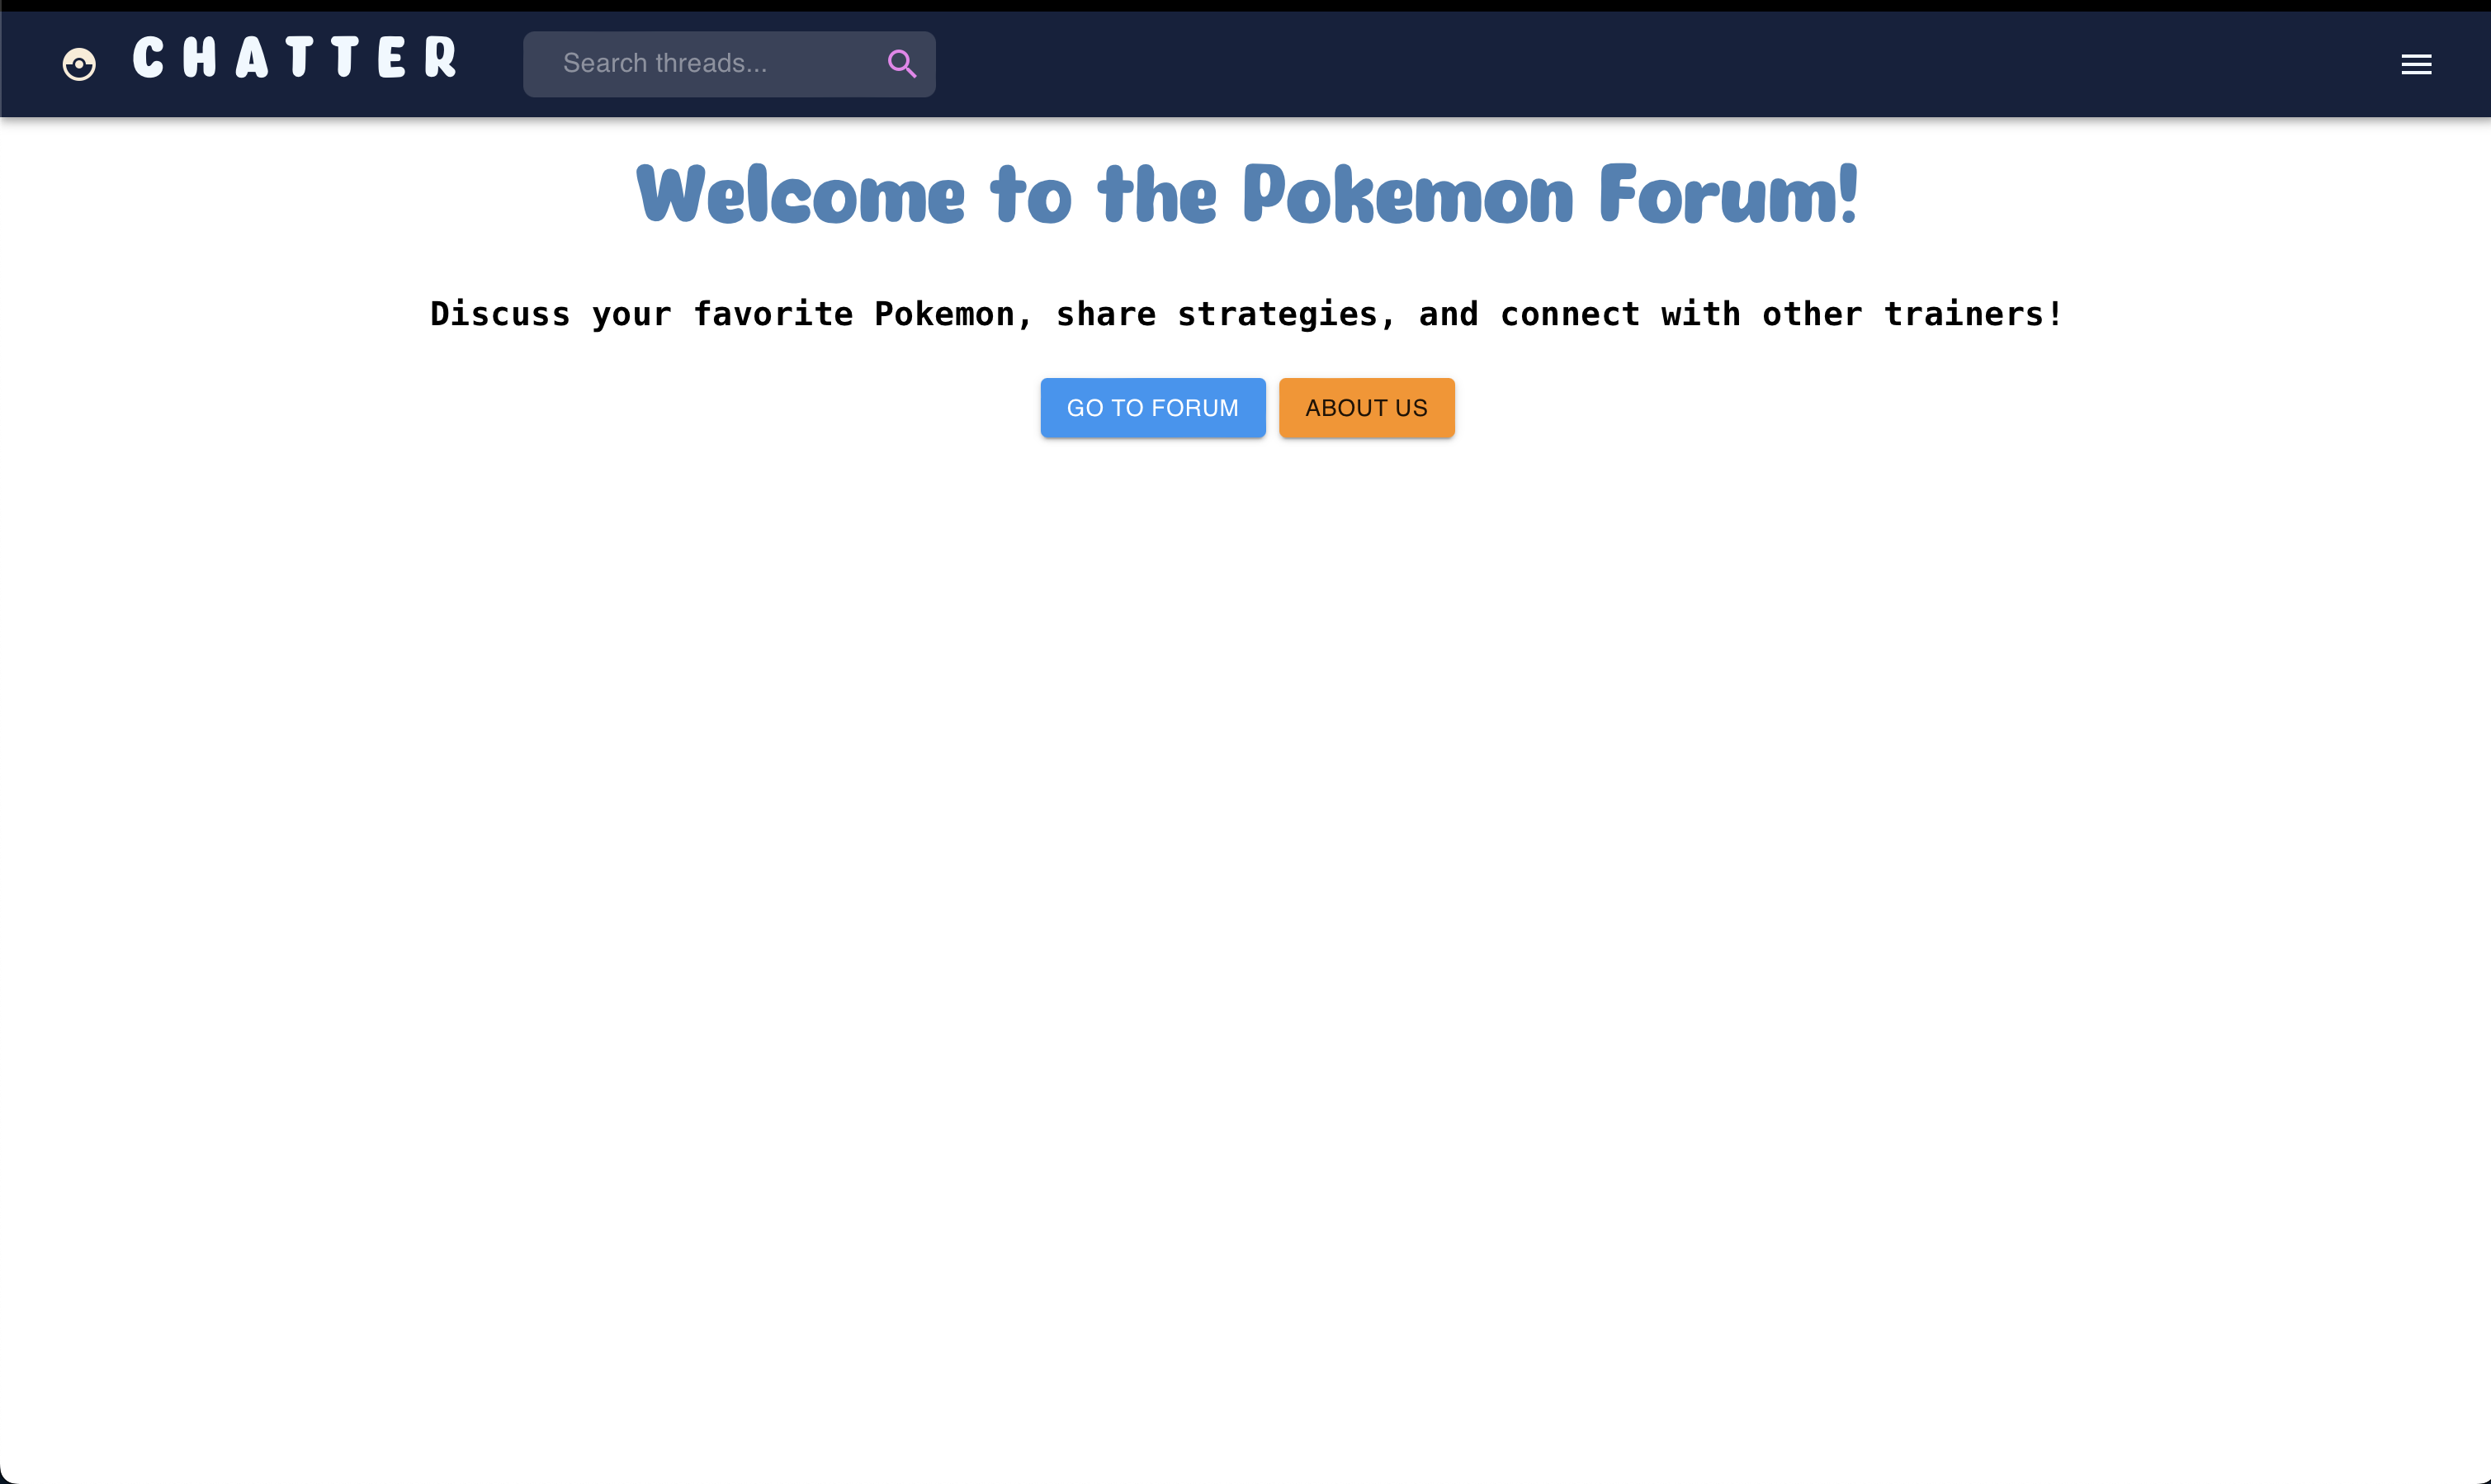 CHATTER
Search threads...
Welcome to the Pokemon Forum!
Discuss your favorite Pokemon, share strategies, and connect with other trainers!
GO TO FORUM
ABOUT US